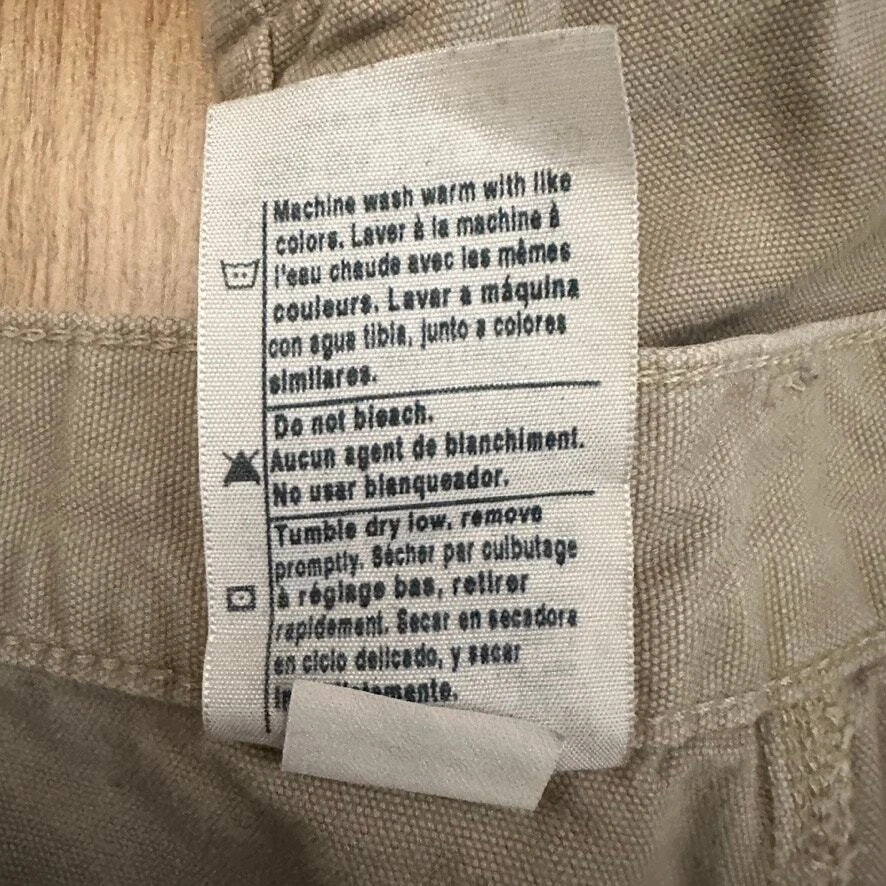 Machine wash warm with like
colors. Laver à la machine à
l'eau chaude avec les mêmes
couleurs. Lavar a máquina
con agua tibia, junto a colores
similares.
Do not bleach.
Aucun agent de blanchiment.
No usar blanqueador.
Tumble dry low, remove
promptly. Sécher par culbutage
à réglage bas, retirer
rapidement. Secar en secadora
en ciclo delicado, y sacar